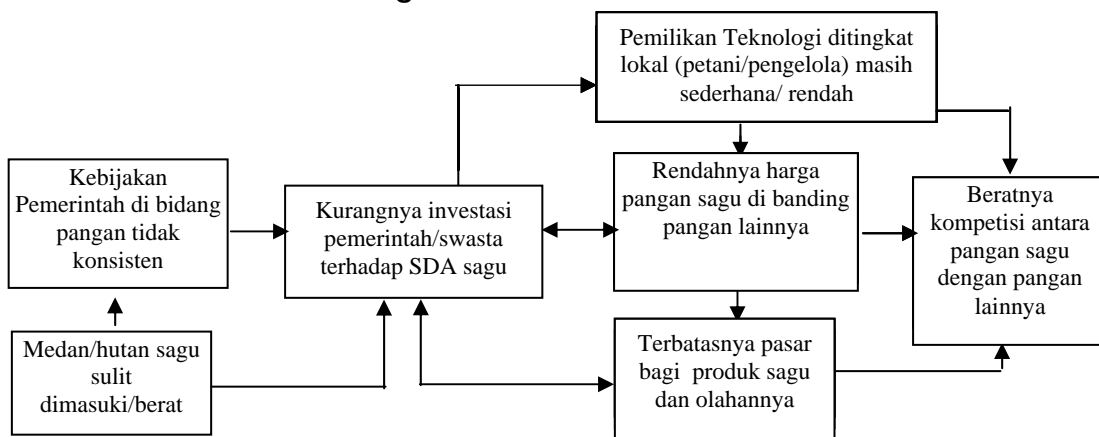 Pemilikan Teknologi ditingkat
lokal (petani/pengelola) masih
sederhana/ rendah
Kebijakan
Pemerintah di bidang
pangan tidak
konsisten
Kurangnya investasi
pemerintah/swasta
terhadap SDA sagu
Rendahnya harga
pangan sagu di banding
pangan lainnya
Beratnya
kompetisi antara
pangan sagu
dengan pangan
lainnya
Medan/hutan sagu
sulit
dimasuki/berat
Terbatasnya pasar
bagi produk sagu
dan olahannya